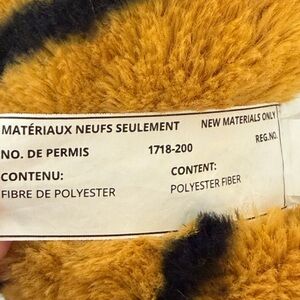 MATÉRIAUX NEUFS SEULEMENT NEW MATERIALS ONLY
REG.NO.
NO. DE PERMIS 1718-200
CONTENU: CONTENT:
FIBRE DE POLYESTER POLYESTER FIBER